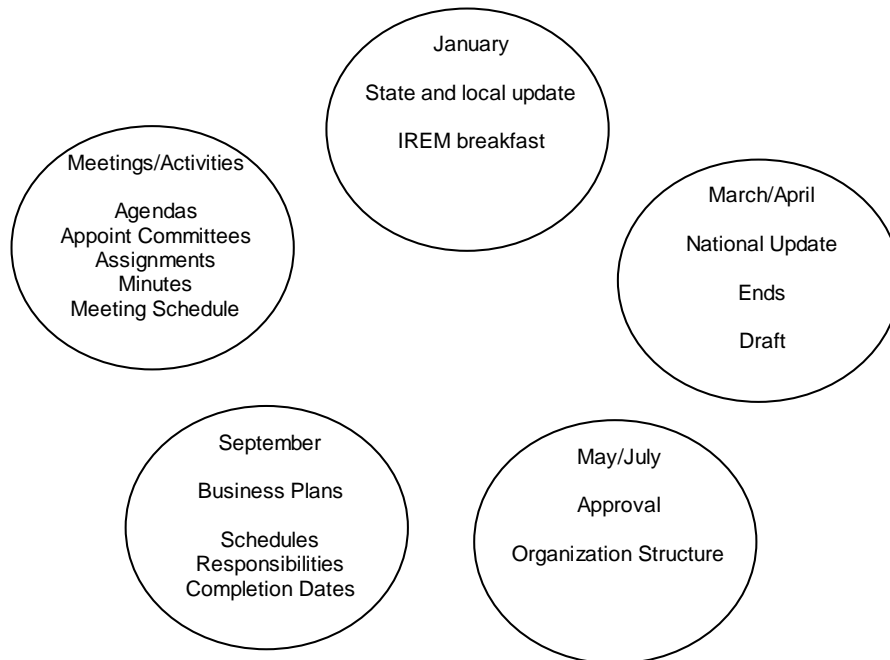 January
State and local update
IREM breakfast
March/April
National Update
Ends
Draft
May/July
Approval
Organization Structure
September
Business Plans
Schedules
Responsibilities
Completion Dates
Meetings/Activities
Agendas
Appoint Committees
Assignments
Minutes
Meeting Schedule